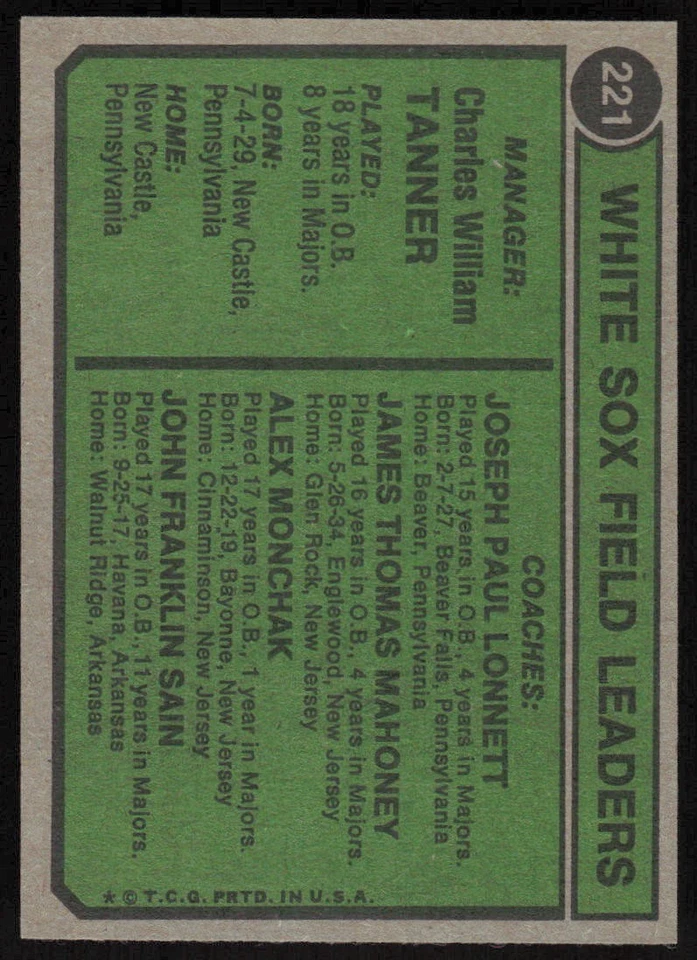 221
WHITE SOX FIELD LEADERS
MANAGER:
Charles William
TANNER
PLAYED:
18 years in O.B.
8 years in Majors.
BORN:
7-4-29, New Castle,
Pennsylvania
HOME:
New Castle,
Pennsylvania
COACHES:
JOSEPH PAUL LONNETT
Played 15 years in O.B., 4 years in Majors.
Born: 2-7-27, Beaver Falls, Pennsylvania
Home: Beaver, Pennsylvania
JAMES THOMAS MAHONEY
Played 16 years in O.B., 4 years in Majors.
Born: 5-26-34, Englewood, New Jersey
Home: Glen Rock, New Jersey
ALEX MONCHAK
Played 17 years in O.B., 1 year in Majors.
Born: 12-22-19, Bayonne, New Jersey
Home: Cinnaminson, New Jersey
JOHN FRANKLIN SAIN
Played 17 years in O.B., 11 years in Majors.
Born: 9-25-17, Havana, Arkansas
Home: Walnut Ridge, Arkansas
* © T.C.G. PRTD. IN U.S.A.